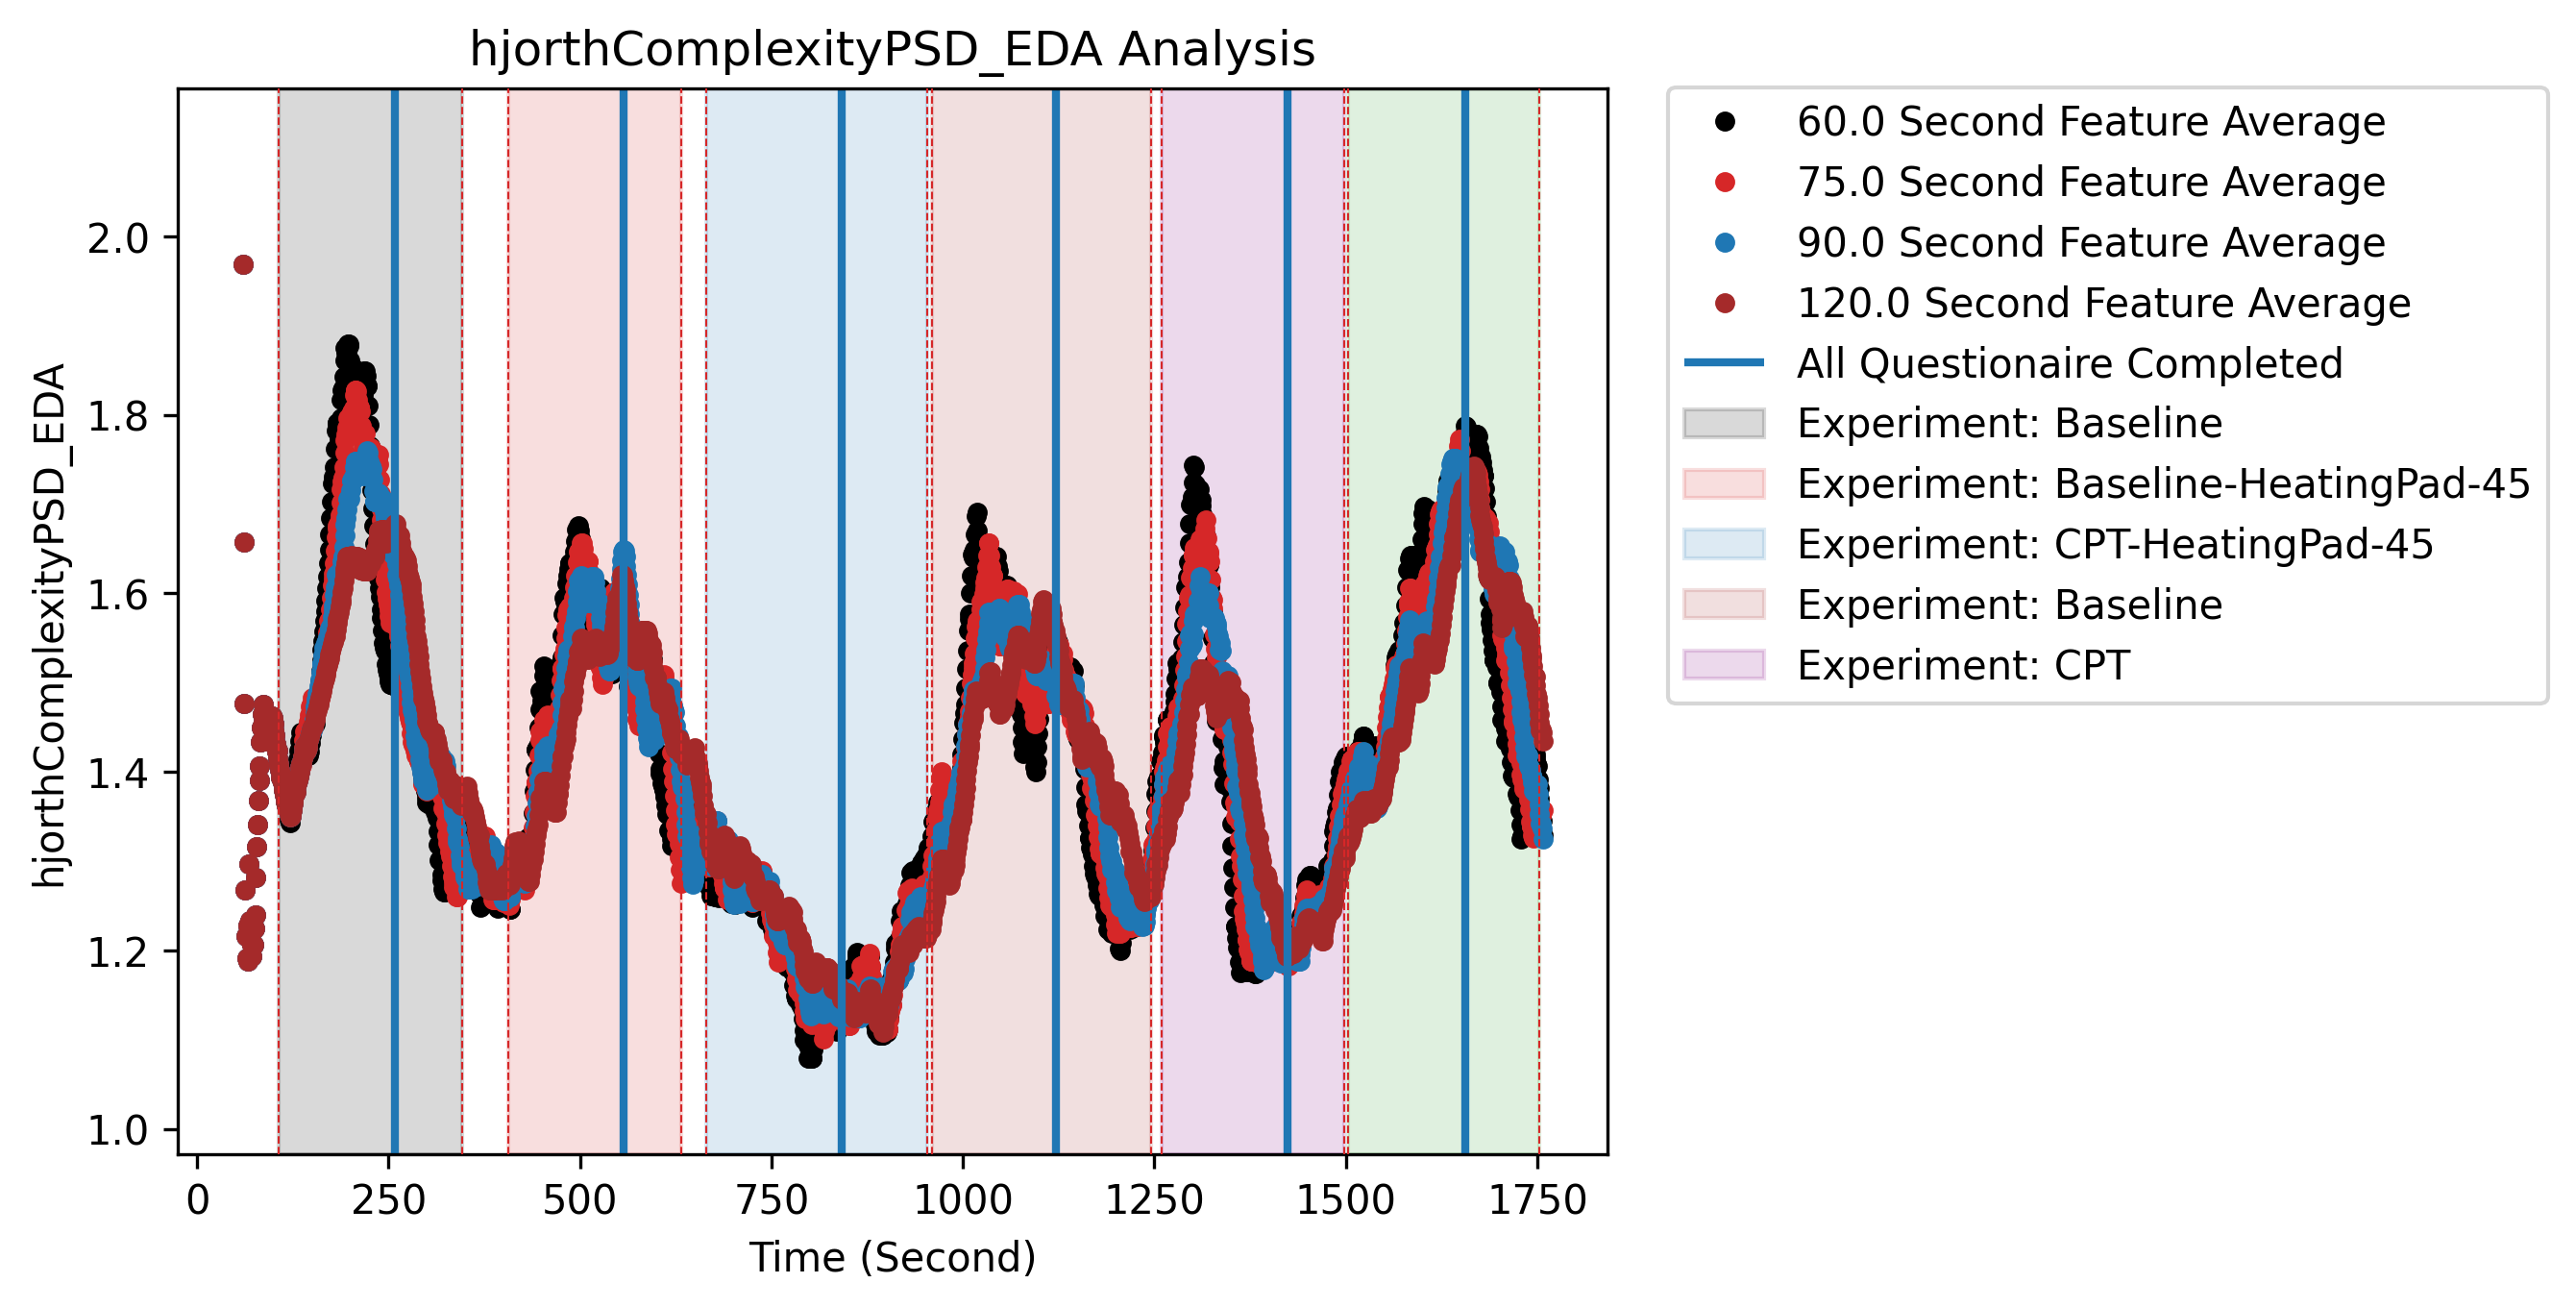 hjorthComplexityPSD_EDA Analysis
hjorthComplexityPSD_EDA
2.0
1.8
1.6
1.4
1.2
1.0
0
250
500
750
1000
1250
1500
1750
Time (Second)
60.0 Second Feature Average
75.0 Second Feature Average
90.0 Second Feature Average
120.0 Second Feature Average
All Questionaire Completed
Experiment: Baseline
Experiment: Baseline-HeatingPad-45
Experiment: CPT-HeatingPad-45
Experiment: Baseline
Experiment: CPT